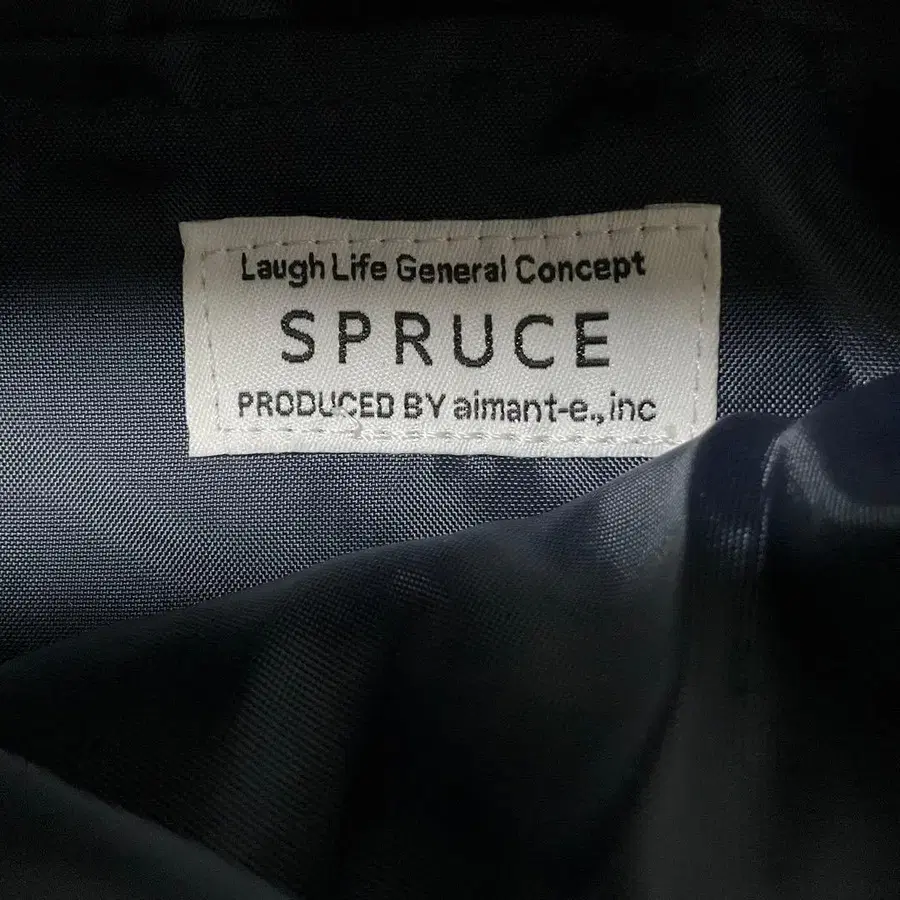 Laugh Life General Concept
SPRUCE
PRODUCED BY aimant-e.,inc